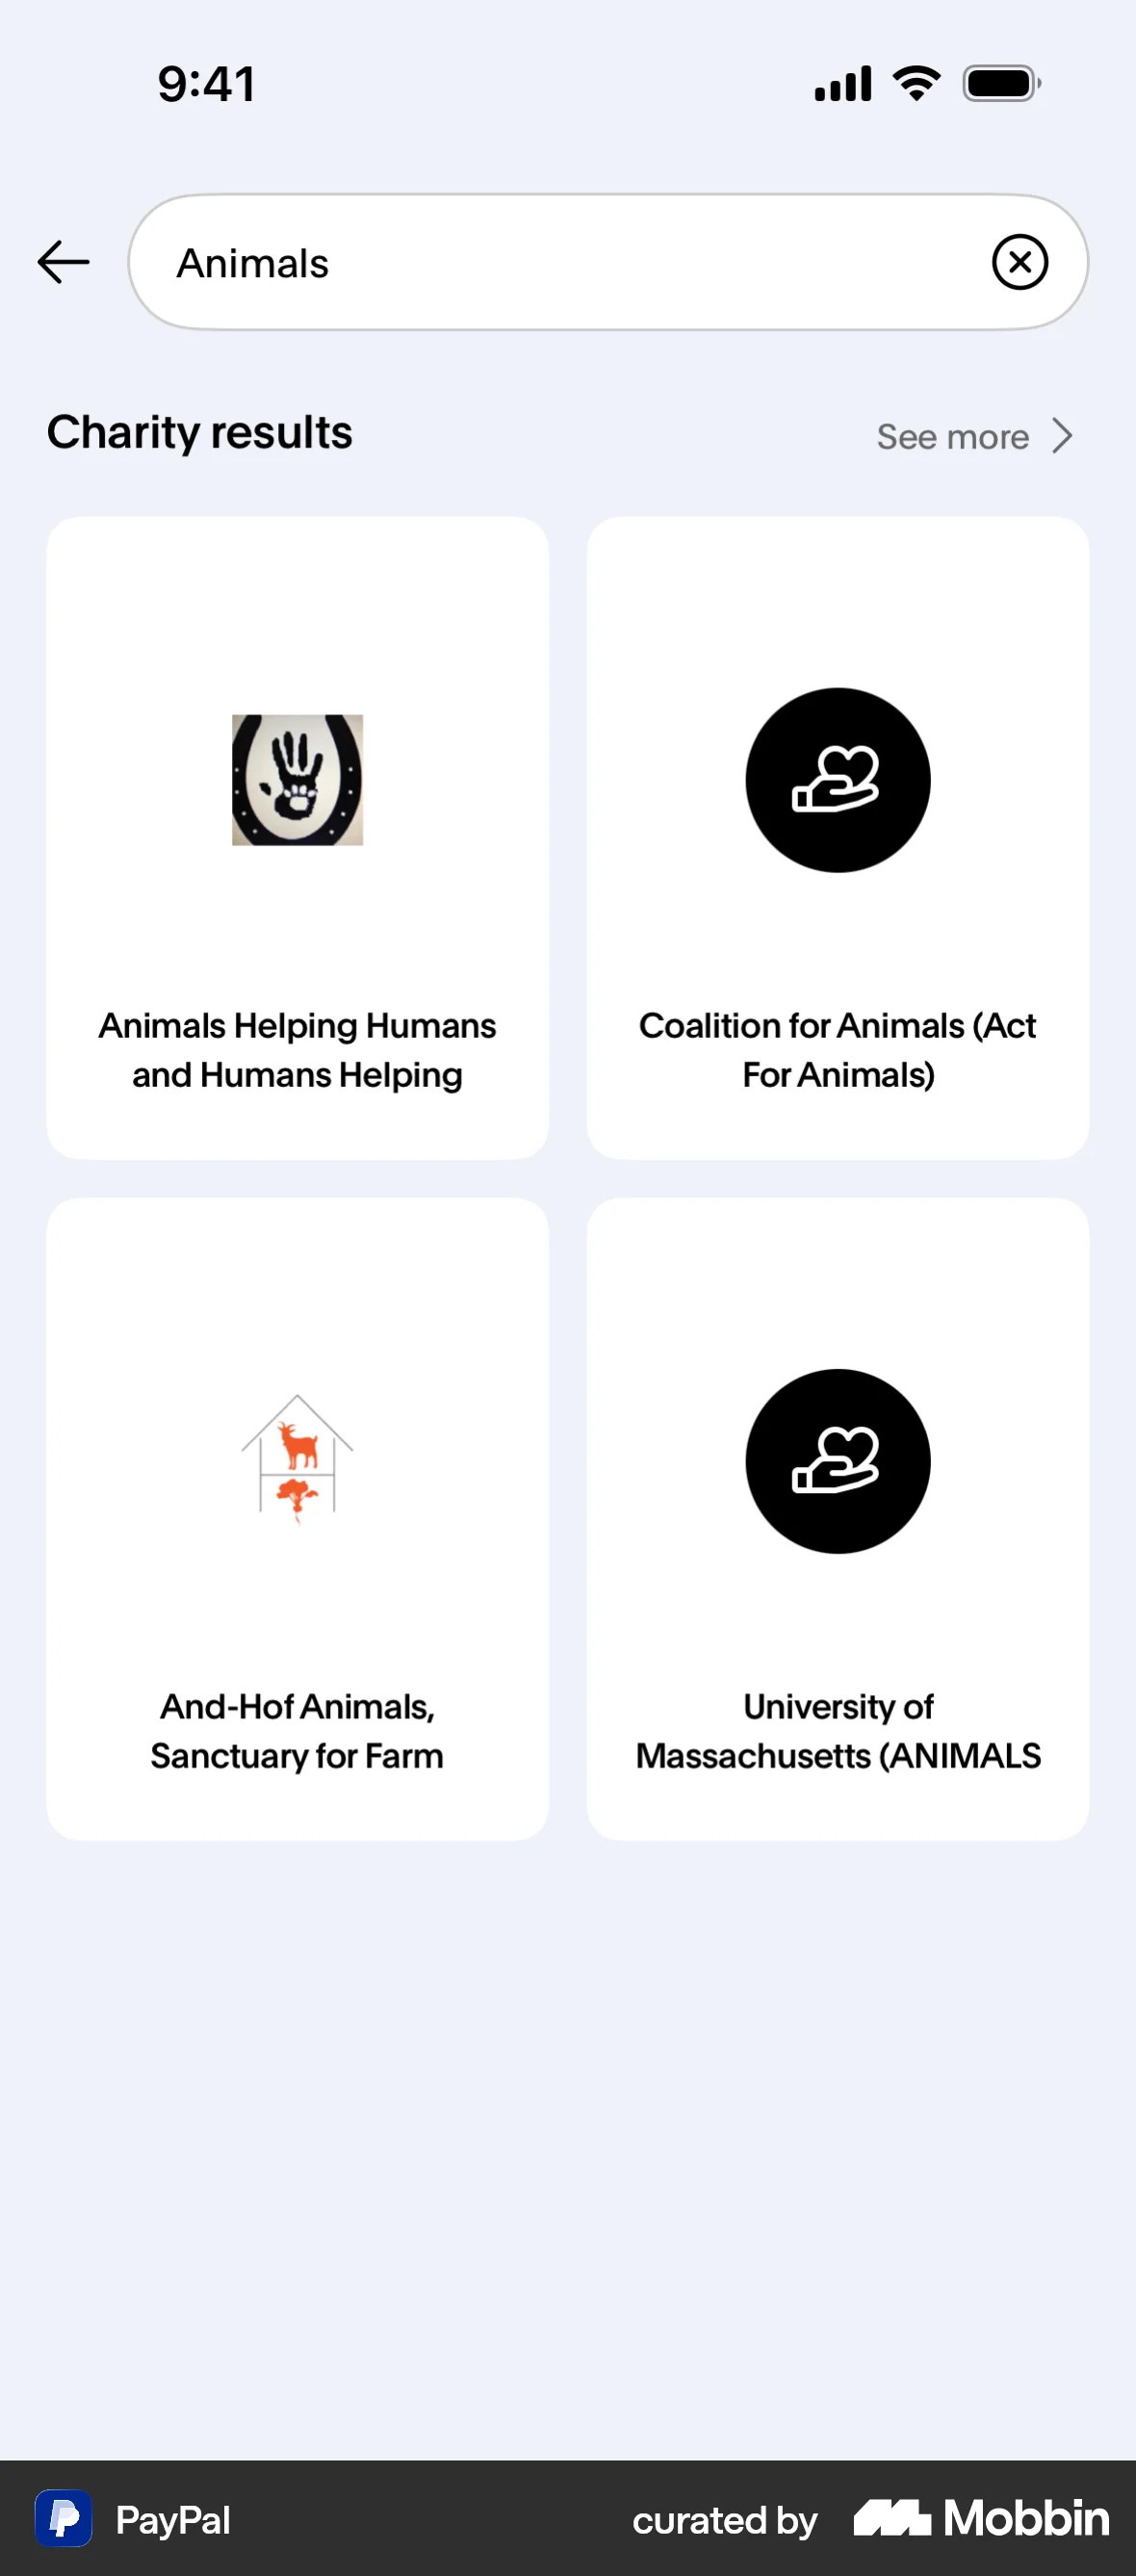 9:41
Animals
Charity results
See more
Animals Helping Humans
and Humans Helping
Coalition for Animals (Act
For Animals)
And-Hof Animals,
Sanctuary for Farm
University of
Massachusetts (ANIMALS
PayPal
curated by Mobbin